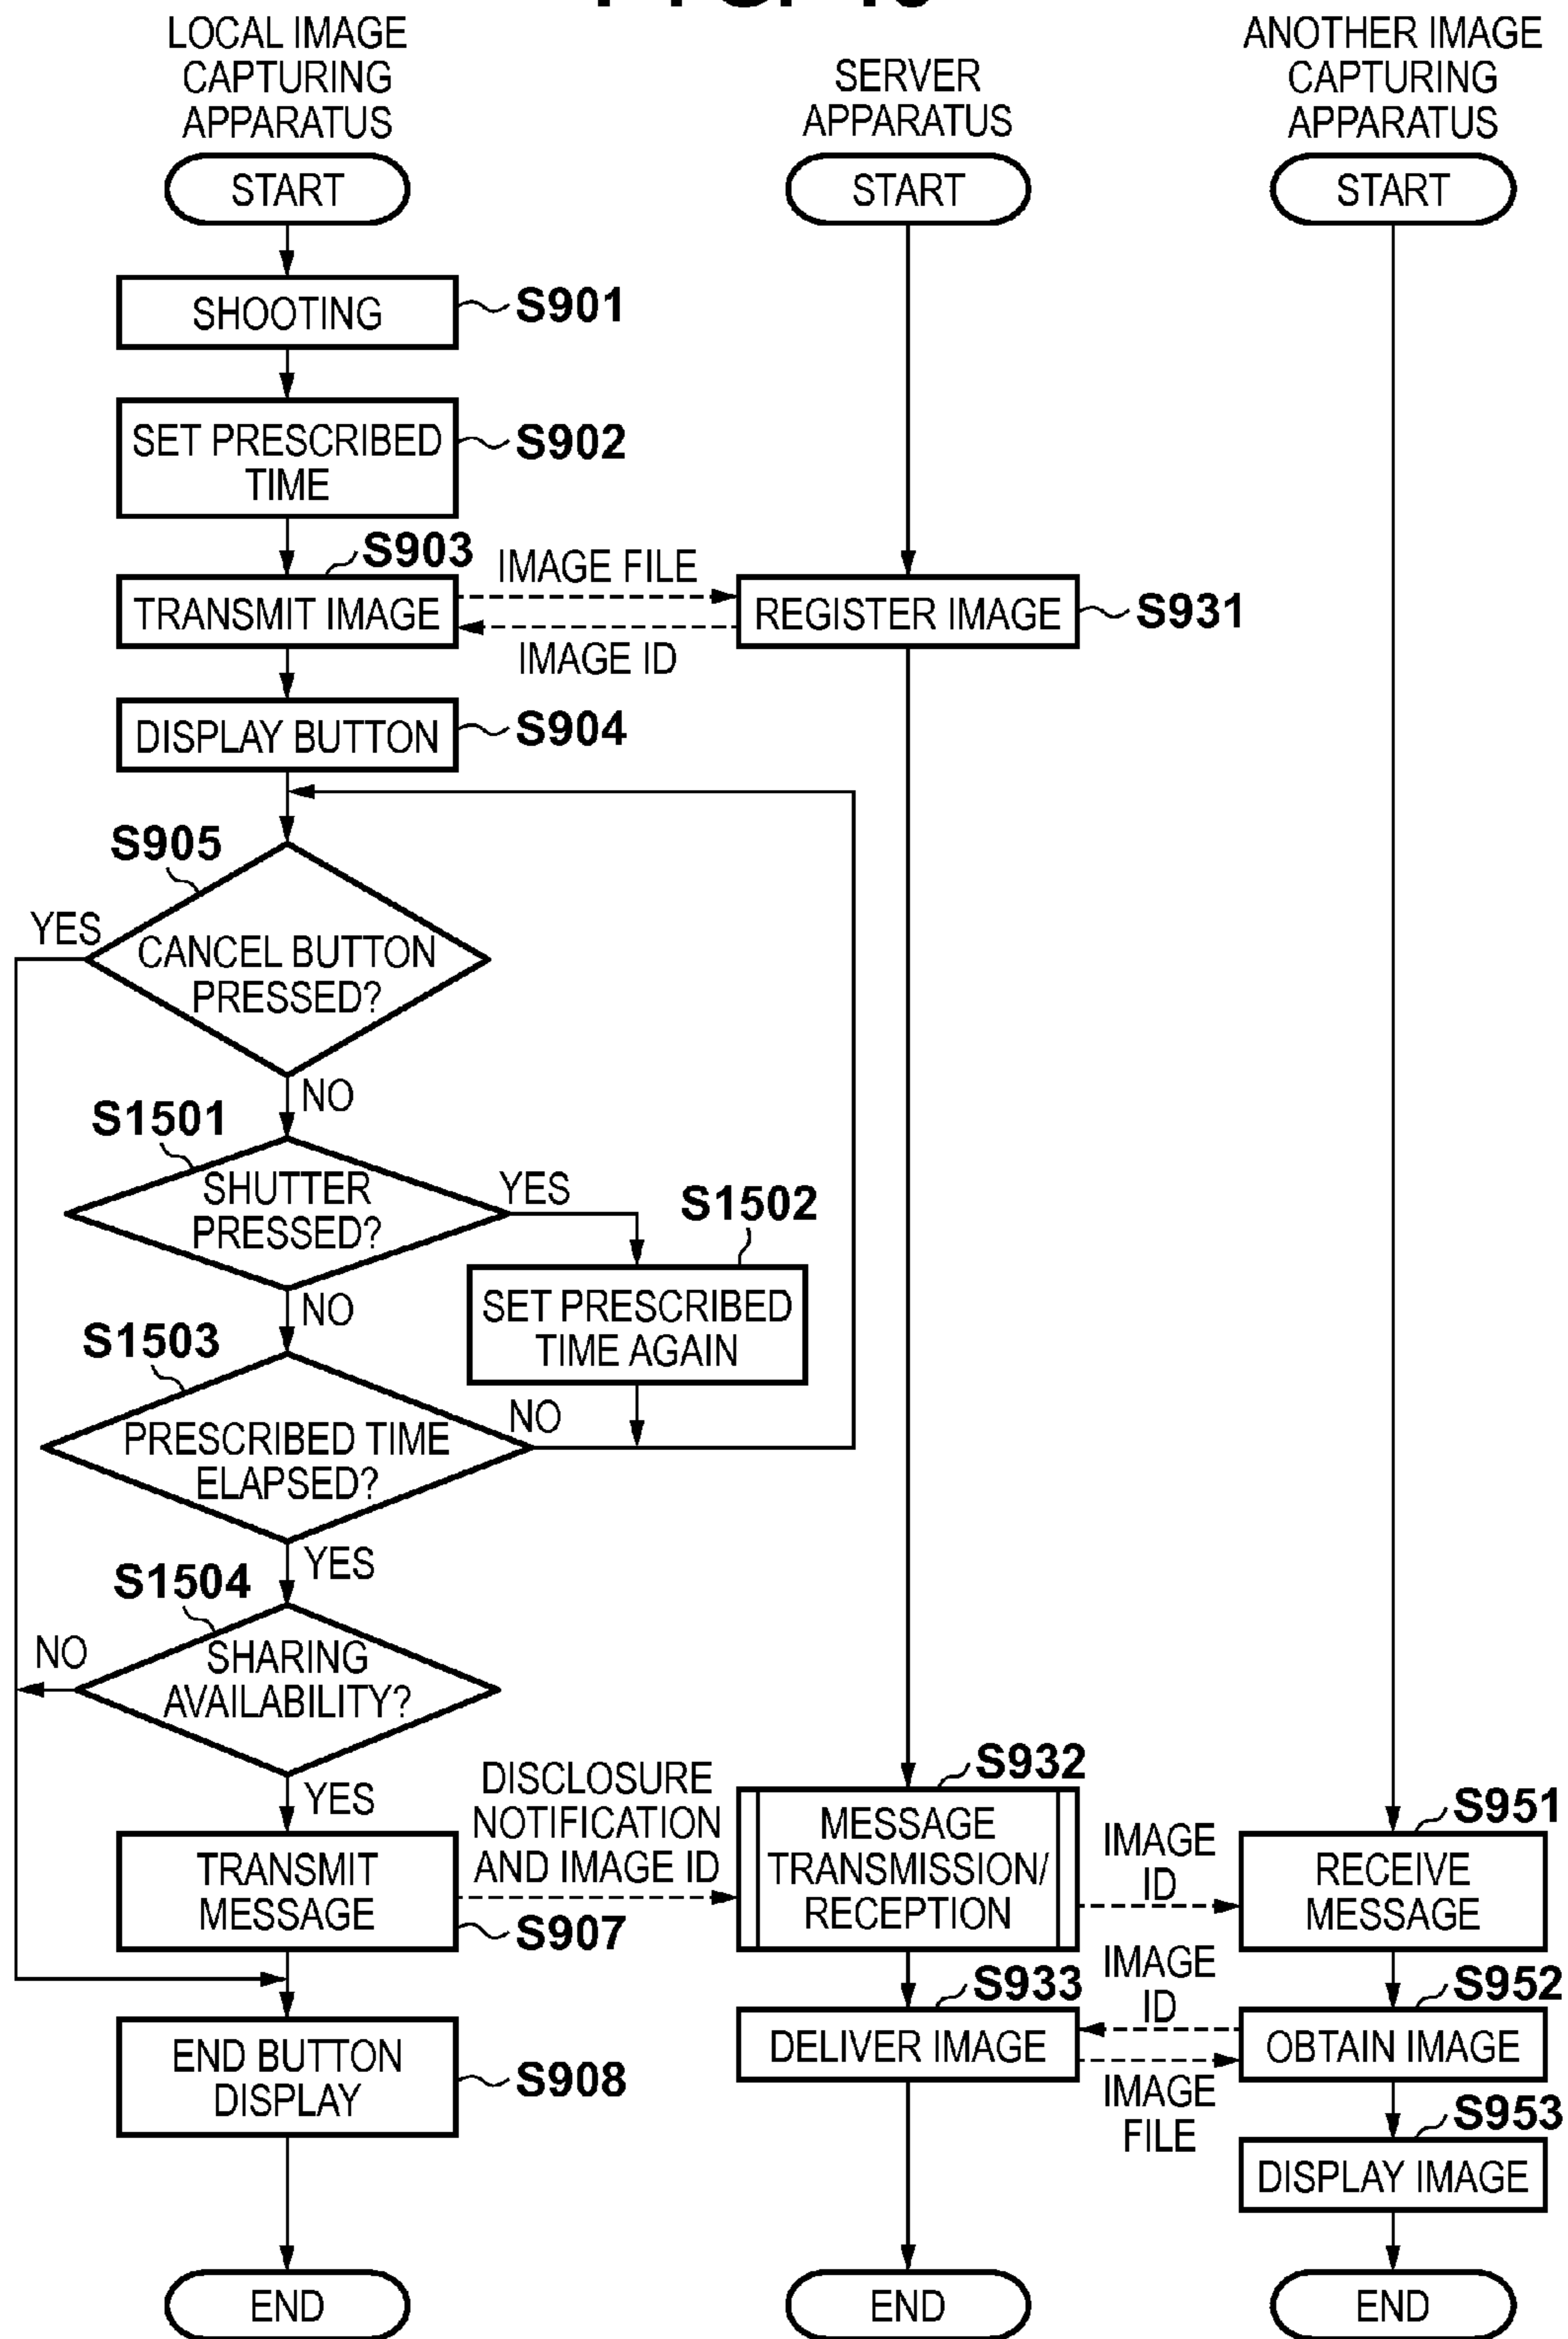 LOCAL IMAGE
CAPTURING
APPARATUS
SERVER
APPARATUS
ANOTHER IMAGE
CAPTURING
APPARATUS
START
START
START
SHOOTING
S901
SET PRESCRIBED
TIME
S902
S903
TRANSMIT IMAGE
IMAGE FILE
IMAGE ID
REGISTER IMAGE
S931
DISPLAY BUTTON
S904
S905
YES
CANCEL BUTTON
PRESSED?
NO
S1501
SHUTTER
PRESSED?
YES
S1502
SET PRESCRIBED
TIME AGAIN
NO
S1503
PRESCRIBED TIME
ELAPSED?
NO
YES
S1504
NO
SHARING
AVAILABILITY?
YES
TRANSMIT
MESSAGE
S907
DISCLOSURE
NOTIFICATION
AND IMAGE ID
S932
MESSAGE
TRANSMISSION/
RECEPTION
IMAGE
ID
S951
RECEIVE
MESSAGE
S933
DELIVER IMAGE
IMAGE
ID
IMAGE
FILE
S952
OBTAIN IMAGE
END BUTTON
DISPLAY
S908
S953
DISPLAY IMAGE
END
END
END